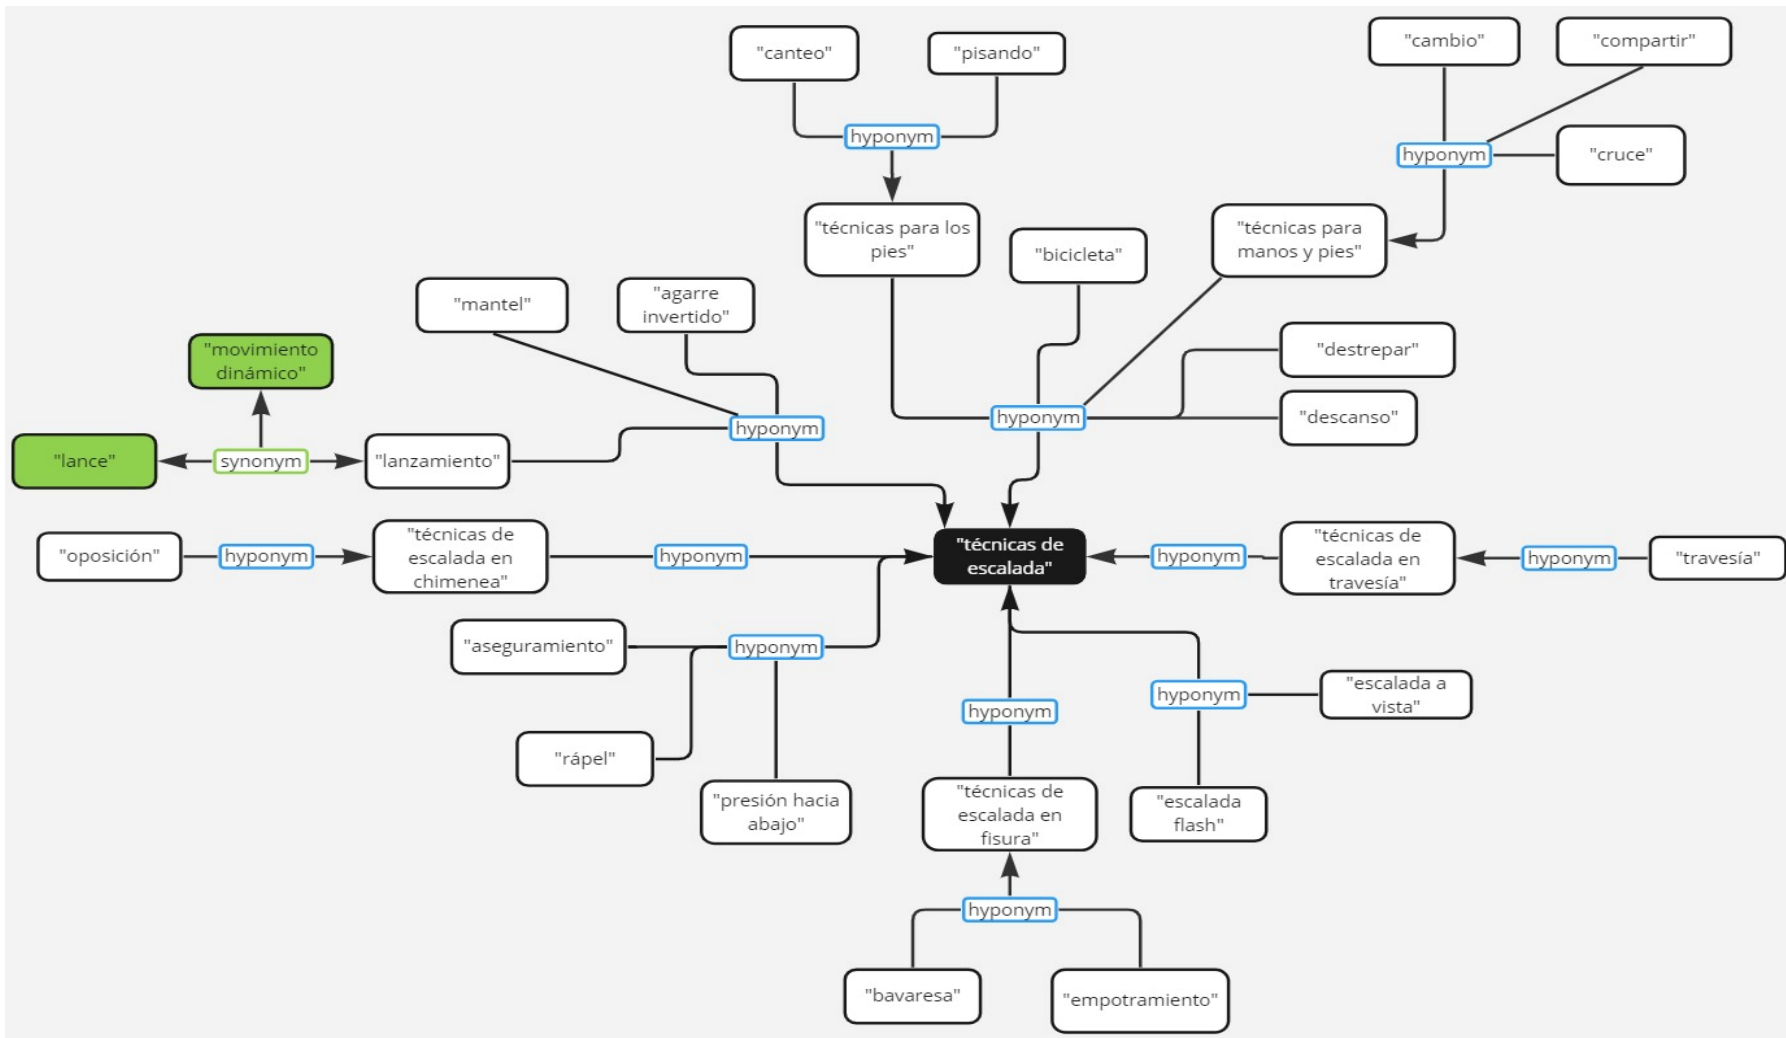 "cambio"
"compartir"
"canteo"
"pisando"
hyponym
hyponym
"cruce"
"técnicas para los
pies"
"bicicleta"
"técnicas para
manos y pies"
"mantel"
"agarre
invertido"
"movimiento
dinámico"
"destrepar"
hyponym
hyponym
"descanso"
"lance"
synonym
"lanzamiento"
"oposición"
hyponym
"técnicas de
escalada en
chimenea"
hyponym
"técnicas de
escalada"
hyponym
"técnicas de
escalada en
travesía"
hyponym
"travesía"
"aseguramiento"
hyponym
hyponym
"escalada a
vista"
hyponym
"rápel"
"presión hacia
abajo"
"técnicas de
escalada en
fisura"
"escalada
flash"
hyponym
"bavaresa"
"empotramiento"